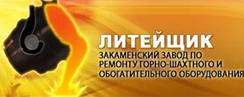 ЛИТЕЙЩИК
ЗАКАМЕНСКИЙ ЗАВОД ПО
РЕМОНТУ ГОРНО-ШАХТНОГО И
ОБОГАТИТЕЛЬНОГО ОБОРУДОВАНИЯ